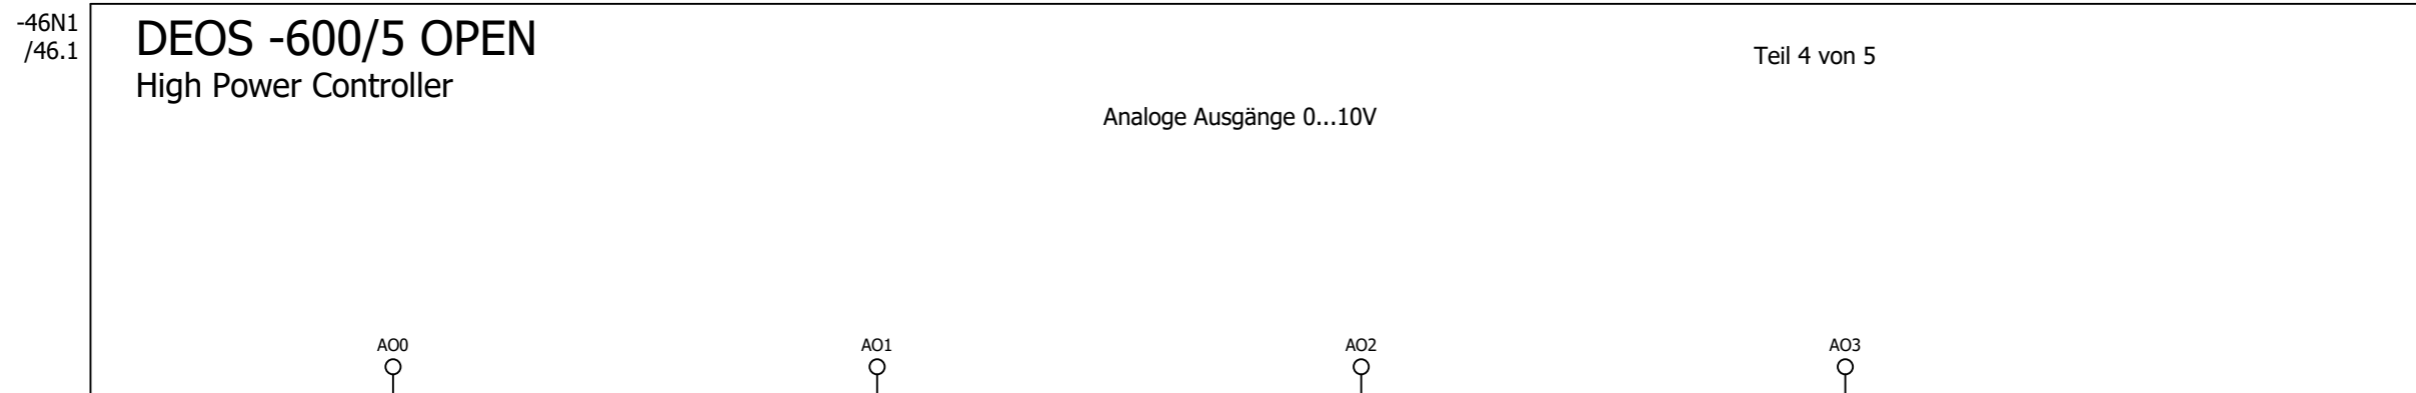 -46N1
/46.1
DEOS -600/5 OPEN
High Power Controller
Teil 4 von 5
Analoge Ausgänge 0...10V
AO0 AO1 AO2 AO3